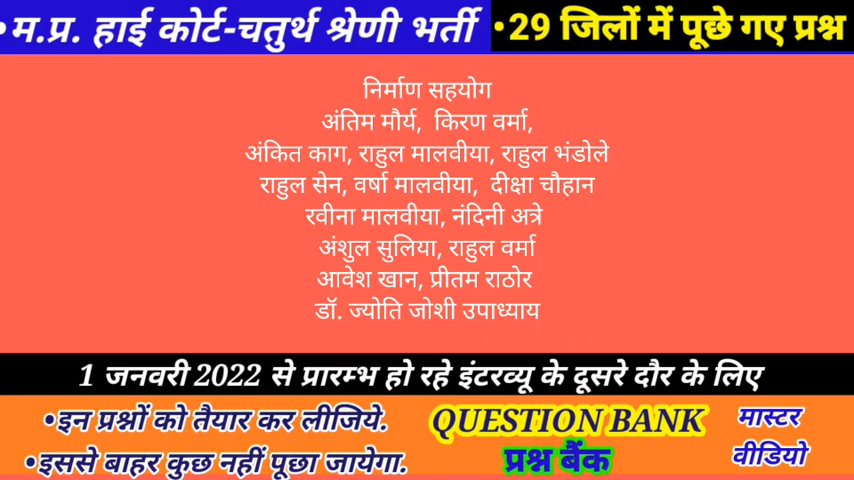 •म.प्र. हाई कोर्ट-चतुर्थ श्रेणी भर्ती
•29 जिलों में पूछे गए प्रश्न
निर्माण सहयोग
अंतिम मौर्य, किरण वर्मा,
अंकित काग, राहुल मालवीया, राहुल भंडोले
राहुल सेन, वर्षा मालवीया, दीक्षा चौहान
रवीना मालवीया, नंदिनी अत्रे
अंशुल सुलिया, राहुल वर्मा
आवेश खान, प्रीतम राठोर
डॉ. ज्योति जोशी उपाध्याय
1 जनवरी 2022 से प्रारम्भ हो रहे इंटरव्यू के दूसरे दौर के लिए
•इन प्रश्नों को तैयार कर लीजिये.
•इससे बाहर कुछ नहीं पूछा जायेगा.
QUESTION BANK
प्रश्न बैंक
मास्टर
वीडियो